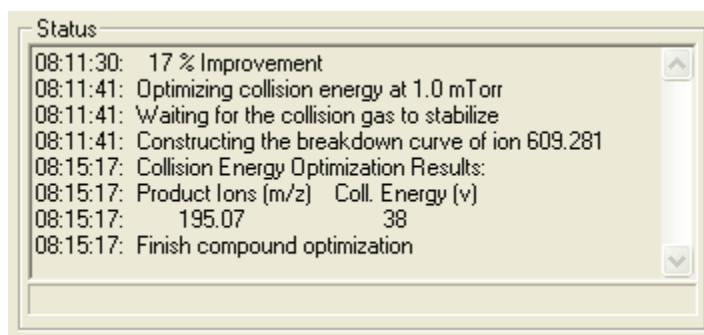 Status
08:11:30: 17 % Improvement
08:11:41: Optimizing collision energy at 1.0 mTorr
08:11:41: Waiting for the collision gas to stabilize
08:11:41: Constructing the breakdown curve of ion 609.281
08:15:17: Collision Energy Optimization Results:
08:15:17: Product Ions (m/z) Coll. Energy (v)
08:15:17: 195.07 38
08:15:17: Finish compound optimization